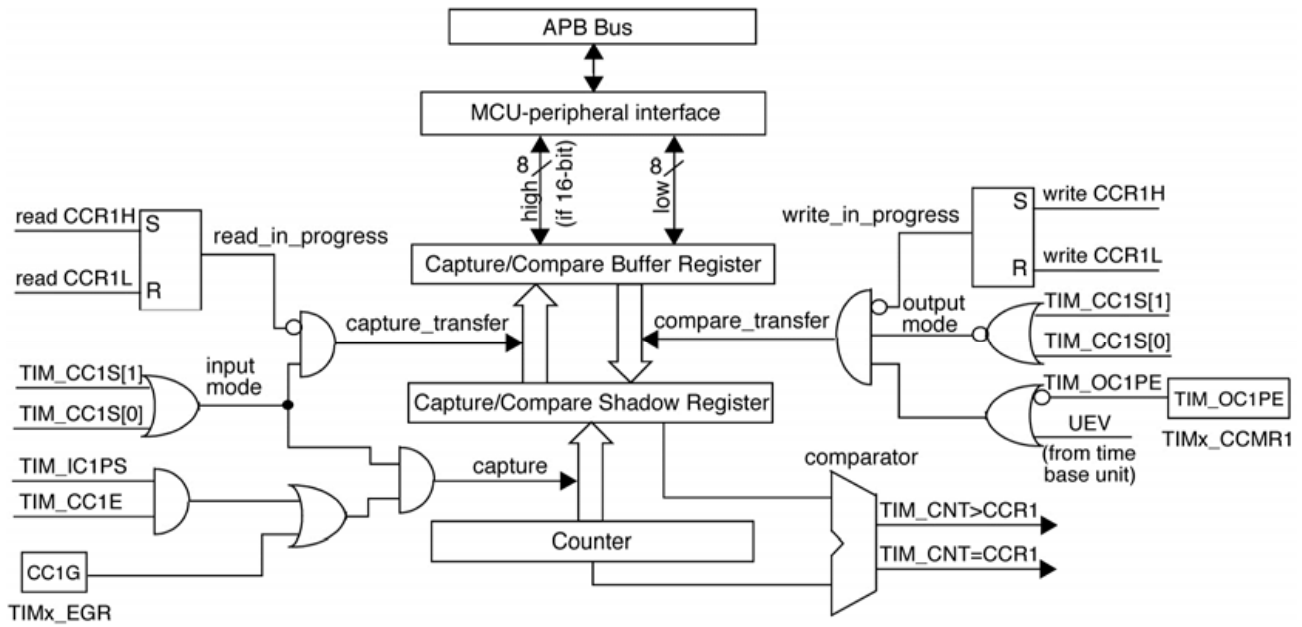 APB Bus
MCU-peripheral interface
8
high
(if 16-bit)
8
low
read CCR1H
S
read_in_progress
read CCR1L
R
write_in_progress
S
write CCR1H
R
write CCR1L
Capture/Compare Buffer Register
capture_transfer
compare_transfer
output
mode
TIM_CC1S[1]
TIM_CC1S[0]
TIM_CC1S[1]
input
mode
TIM_CC1S[0]
Capture/Compare Shadow Register
TIM_OC1PE
TIM_OC1PE
UEV
TIMx_CCMR1
(from time
base unit)
TIM_IC1PS
TIM_CC1E
capture
comparator
TIM_CNT>CCR1
Counter
TIM_CNT=CCR1
CC1G
TIMx_EGR